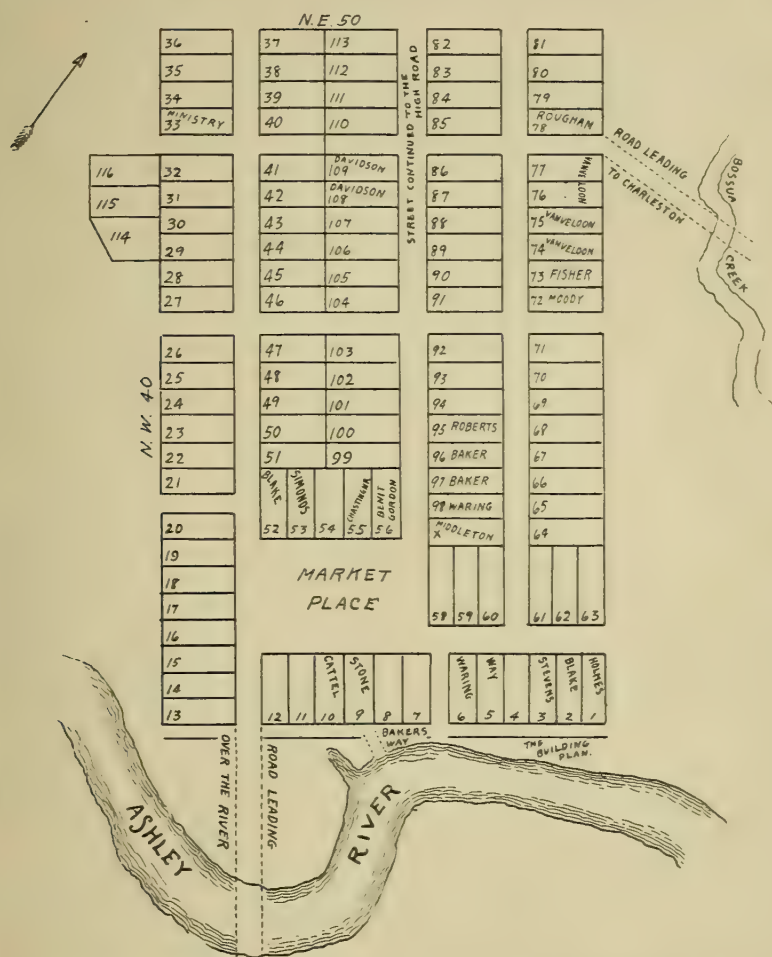 N.E. 50
36 37 113 82 81
35 38 112 83 80
34 39 111 84 79
MINISTRY
33 40 110 85
ROUGHAM
78
STREET CONTINUED TO THE
HIGH ROAD
ROAD LEADING
TO CHARLESTON
BOSSUA
CREEK
116 32 41
DAVIDSON
109
86 77
115 31 42
DAVIDSON
108
87 76
VANVELOON
114 30 43 107 88 75 VANVELOON
29 44 106 89 74 VANVELOON
28 45 105 90 73 FISHER
27 46 104 91 72 MOODY
N.W. 40
26 47 103 92 71
25 48 102 93 70
24 49 101 94 69
23 50 100 95 ROBERTS 68
22 51 99 96 BAKER 67
21 97 BAKER 66
BLAKE
52
SIMONDS
53
54
CHASTINGER
55
BENIT
GORDON
56
98 WARING 65
MIDDLETON
X
64
20
19
18
17
16
15
14
13
MARKET
PLACE
58 59 60 61 62 63
12 11
CATTEL
10
STONE
9
8 7
WARING
6
WAY
5
4
STEVENS
3
BLAKE
2
HOLMES
1
BAKERS
WAY
THE
BUILDING
PLAN.
OVER THE RIVER
ROAD LEADING
ASHLEY
RIVER